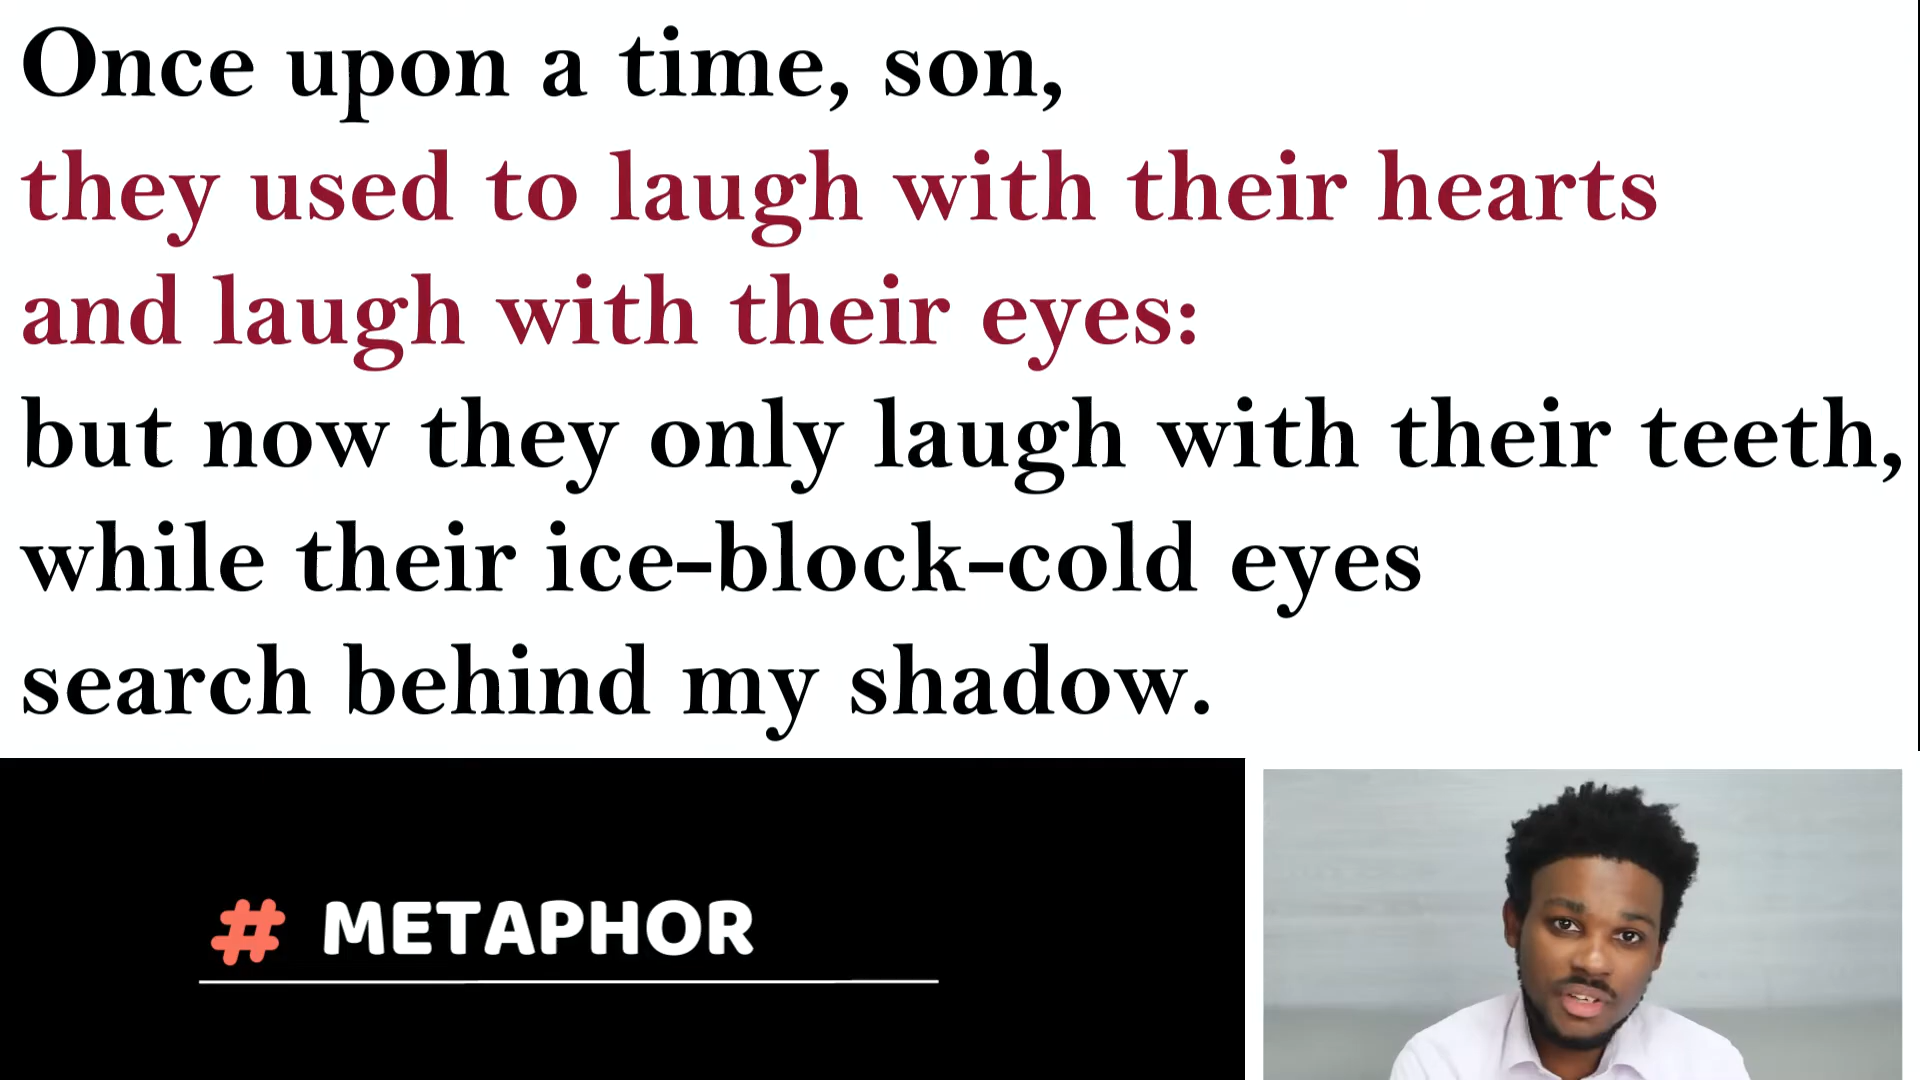 Once upon a time, son,
they used to laugh with their hearts
and laugh with their eyes:
but now they only laugh with their teeth,
while their ice-block-cold eyes
search behind my shadow.
# METAPHOR